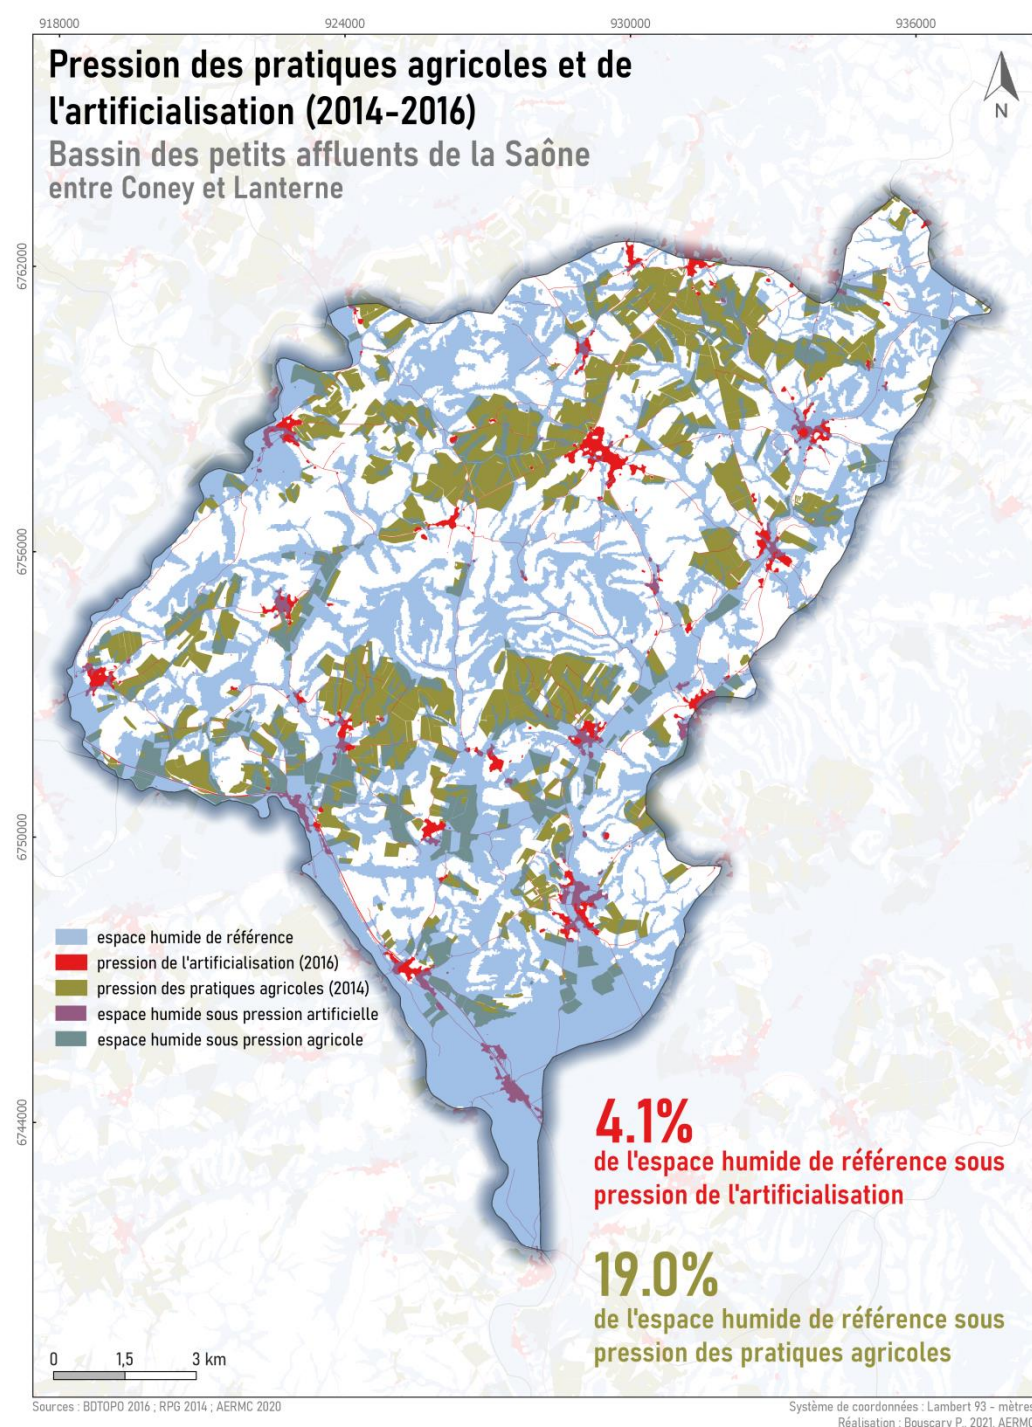 918000
924000
930000
936000
Pression des pratiques agricoles et de
l'artificialisation (2014-2016)
Bassin des petits affluents de la Saône
entre Coney et Lanterne
N
6762000
6756000
6750000
6744000
espace humide de référence
pression de l'artificialisation (2016)
pression des pratiques agricoles (2014)
espace humide sous pression artificielle
espace humide sous pression agricole
4.1%
de l'espace humide de référence sous
pression de l'artificialisation
19.0%
de l'espace humide de référence sous
pression des pratiques agricoles
0 1,5 3 km
Sources : BDTOPO 2016 ; RPG 2014 ; AERMC 2020
Système de coordonnées : Lambert 93 - mètres
Réalisation : Bouscary P., 2021, AERMC